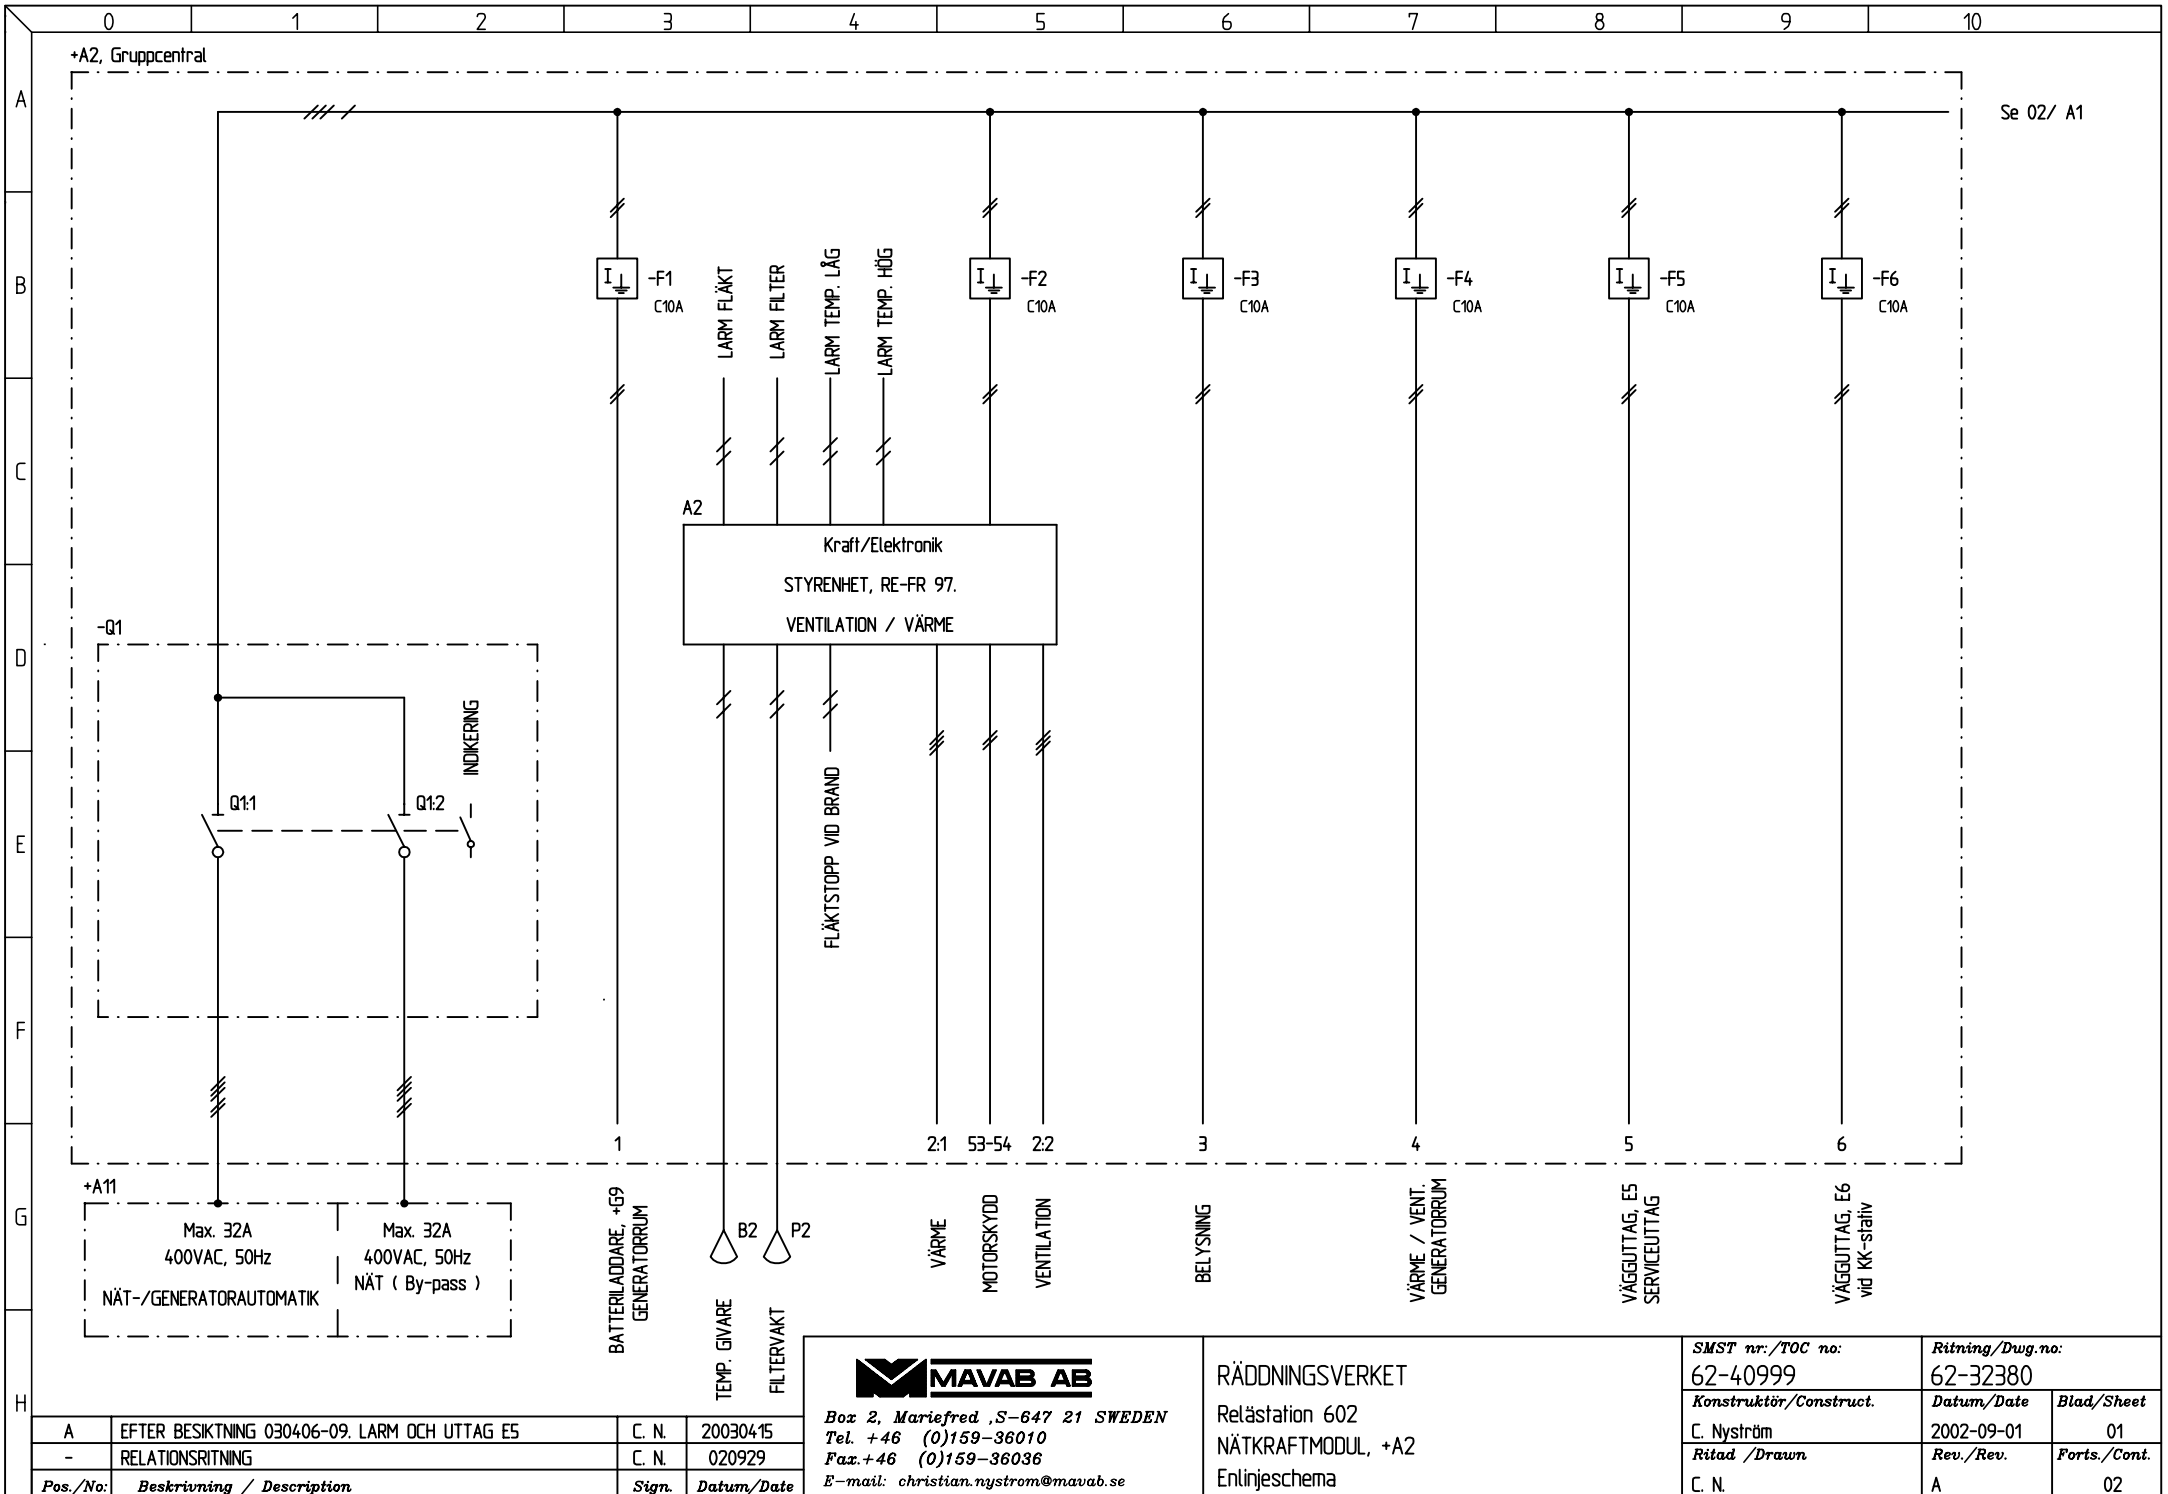 0 1 2 3 4 5 6 7 8 9 10
+A2, Gruppcentral
A
Se 02/ A1
B
I -F1
C10A
LARM FLÄKT
LARM FILTER
LARM TEMP. LÅG
LARM TEMP. HÖG
I -F2
C10A
I -F3
C10A
I -F4
C10A
I -F5
C10A
I -F6
C10A
C
A2
Kraft/Elektronik
STYRENHET, RE-FR 97.
VENTILATION / VÄRME
-Q1
D
INDIKERING
Q1:1
Q1:2
E
FLÄKTSTOPP VID BRAND
F
1
2:1
53-54
2:2
3
4
5
6
+A11
G
Max. 32A
400VAC, 50Hz
NÄT-/GENERATORAUTOMATIK
Max. 32A
400VAC, 50Hz
NÄT ( By-pass )
BATTERILADDARE, +G9
GENERATORRUM
B2
TEMP. GIVARE
P2
FILTERVAKT
VÄRME
MOTORSKYDD
VENTILATION
BELYSNING
VÄRME / VENT.
GENERATORRUM
VÄGGUTTAG, E5
SERVICEUTTAG
VÄGGUTTAG, E6
vid KK-stativ
H
A EFTER BESIKTNING 030406-09. LARM OCH UTTAG E5 C. N. 20030415
- RELATIONSRITNING C. N. 020929
Pos./No: Beskrivning / Description Sign. Datum/Date
MAVAB AB
Box 2, Mariefred ,S-647 21 SWEDEN
Tel. +46 (0)159-36010
Fax.+46 (0)159-36036
E-mail: christian.nystrom@mavab.se
RÄDDNINGSVERKET
Relästation 602
NÄTKRAFTMODUL, +A2
Enlinjeschema
SMST nr:/TOC no:
62-40999
Ritning/Dwg.no:
62-32380
Konstruktör/Construct.
C. Nyström
Datum/Date
2002-09-01
Blad/Sheet
01
Ritad /Drawn
C. N.
Rev./Rev.
A
Forts./Cont.
02